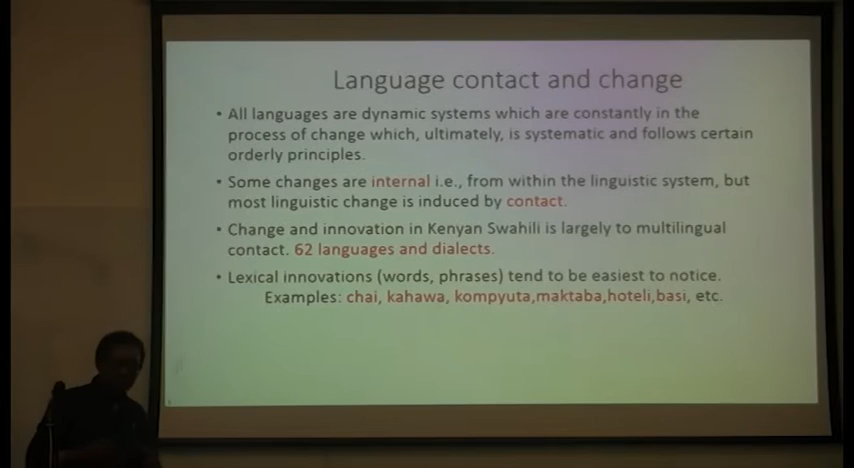 Language contact and change
• All languages are dynamic systems which are constantly in the
process of change which, ultimately, is systematic and follows certain
orderly principles.
• Some changes are internal i.e., from within the linguistic system, but
most linguistic change is induced by contact.
• Change and innovation in Kenyan Swahili is largely to multilingual
contact. 62 languages and dialects.
• Lexical innovations (words, phrases) tend to be easiest to notice.
Examples: chai, kahawa, kompyuta,maktaba,hoteli,basi, etc.